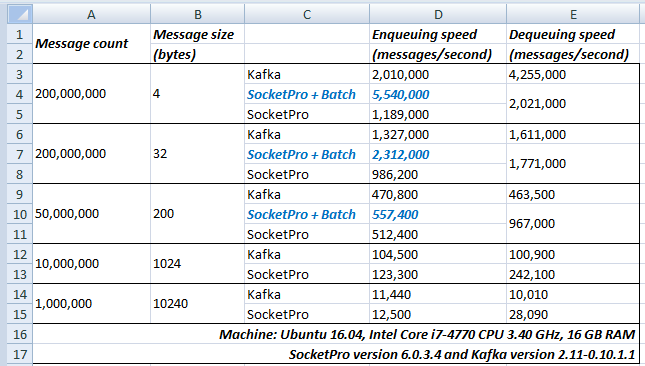 A B C D E
1 Message count Message size Enqueuing speed Dequeuing speed
2 (bytes) (messages/second) (messages/second)
3 Kafka 2,010,000 4,255,000
4 200,000,000 4 SocketPro + Batch 5,540,000 2,021,000
5 SocketPro 1,189,000
6 Kafka 1,327,000 1,611,000
7 200,000,000 32 SocketPro + Batch 2,312,000 1,771,000
8 SocketPro 986,200
9 Kafka 470,800 463,500
10 50,000,000 200 SocketPro + Batch 557,400 967,000
11 SocketPro 512,400
12 10,000,000 1024 Kafka 104,500 100,900
13 SocketPro 123,300 242,100
14 1,000,000 10240 Kafka 11,440 10,010
15 SocketPro 12,500 28,090
16 Machine: Ubuntu 16.04, Intel Core i7-4770 CPU 3.40 GHz, 16 GB RAM
17 SocketPro version 6.0.3.4 and Kafka version 2.11-0.10.1.1